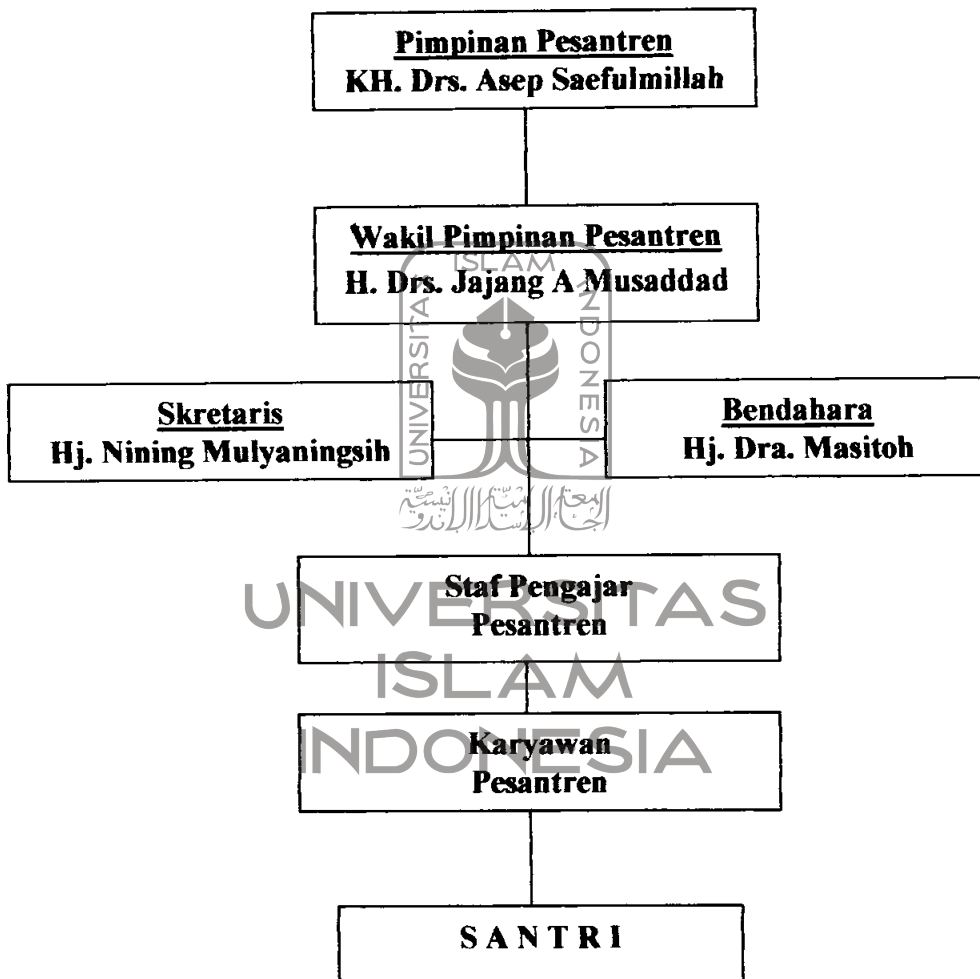 Pimpinan Pesantren
KH. Drs. Asep Saefulmillah
Wakil Pimpinan Pesantren
H. Drs. Jajang A Musaddad
Skretaris
Hj. Nining Mulyaningsih
Bendahara
Hj. Dra. Masitoh
Staf Pengajar
Pesantren
Karyawan
Pesantren
S A N T R I
UNIVERSITAS
ISLAM
INDONESIA
UNIVERSITAS
ISLAM
INDONESIA